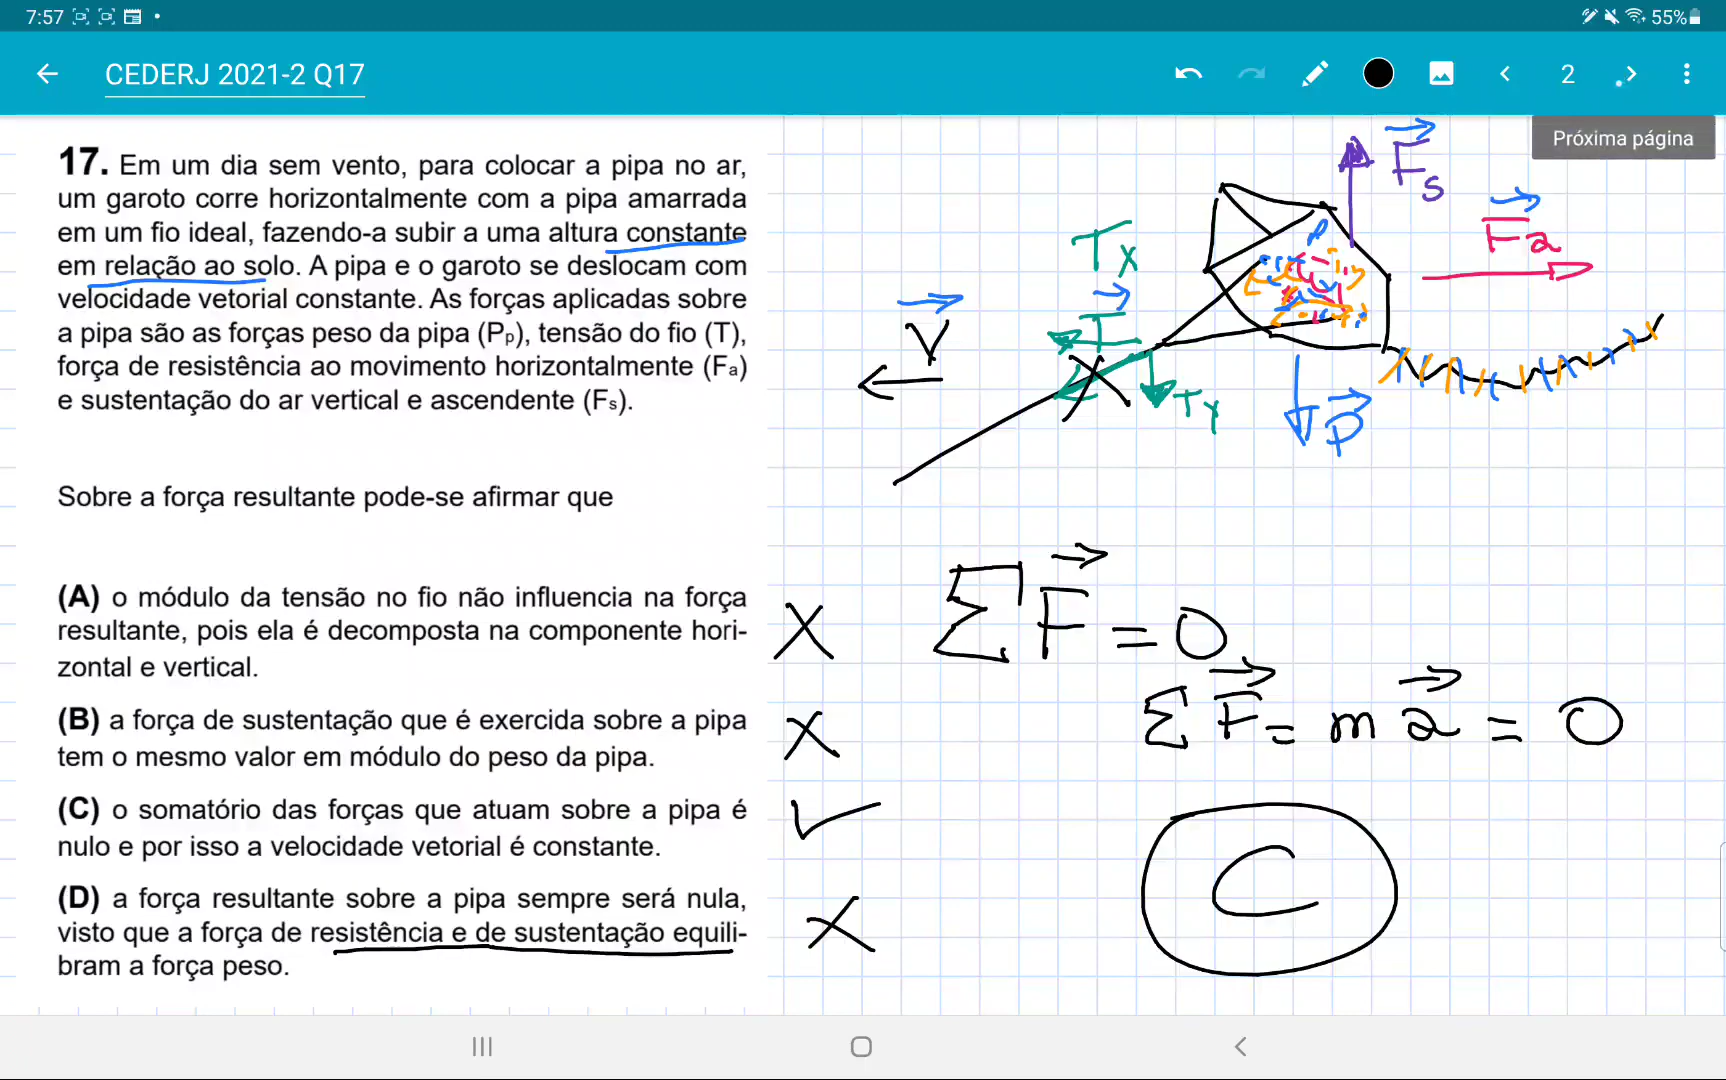 7:57
55%
CEDERJ 2021-2 Q17
2
Próxima página
17. Em um dia sem vento, para colocar a pipa no ar,
um garoto corre horizontalmente com a pipa amarrada
em um fio ideal, fazendo-a subir a uma altura constante
em relação ao solo. A pipa e o garoto se deslocam com
velocidade vetorial constante. As forças aplicadas sobre
a pipa são as forças peso da pipa (Pp), tensão do fio (T),
força de resistência ao movimento horizontalmente (Fa)
e sustentação do ar vertical e ascendente (Fs).
Sobre a força resultante pode-se afirmar que
(A) o módulo da tensão no fio não influencia na força
resultante, pois ela é decomposta na componente hori-
zontal e vertical.
(B) a força de sustentação que é exercida sobre a pipa
tem o mesmo valor em módulo do peso da pipa.
(C) o somatório das forças que atuam sobre a pipa é
nulo e por isso a velocidade vetorial é constante.
(D) a força resultante sobre a pipa sempre será nula,
visto que a força de resistência e de sustentação equili-
bram a força peso.
Fs
Fa
Tx
T
V
Ty
P
X
X
X
Σ F = 0
Σ F = m a = 0
C